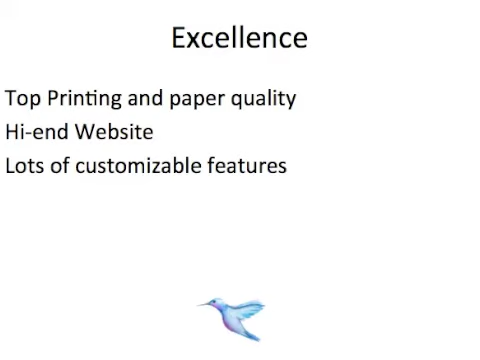 Excellence
Top Printing and paper quality
Hi-end Website
Lots of customizable features